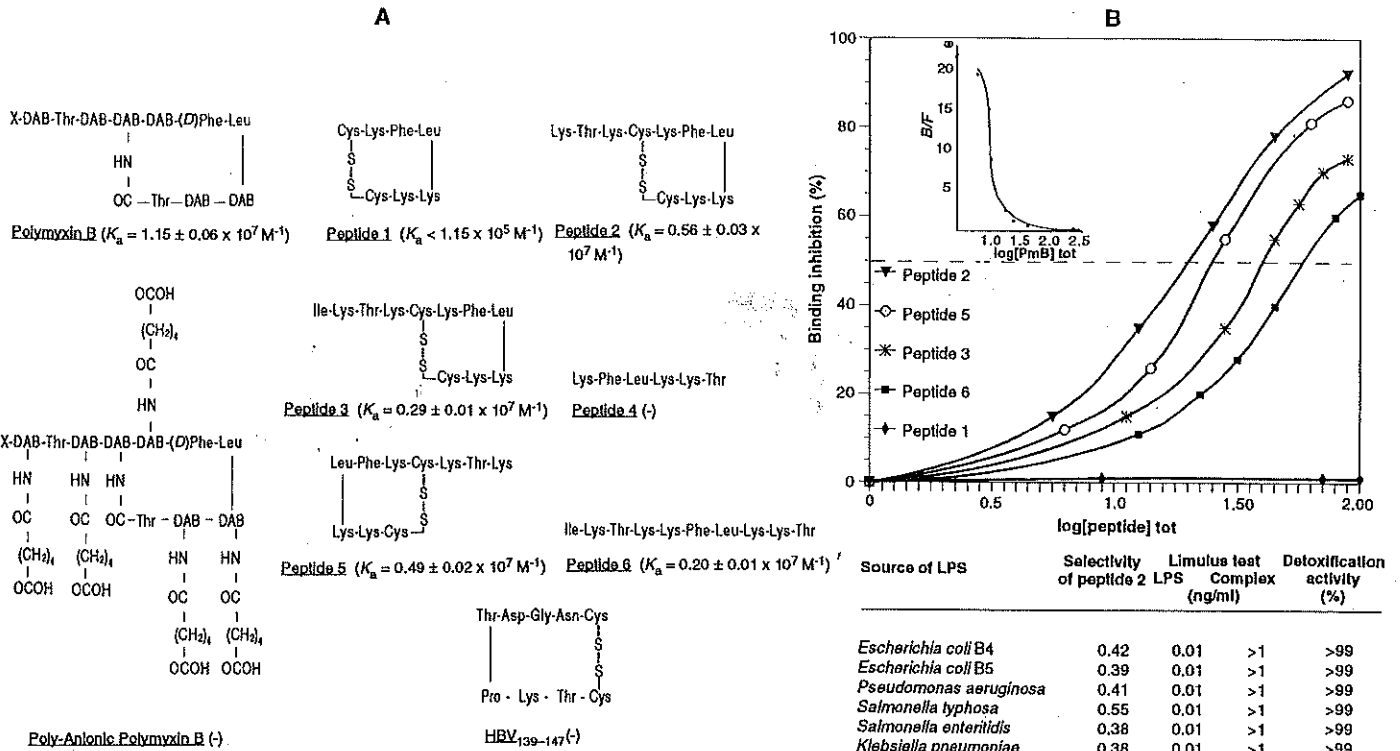 A
X-DAB-Thr-DAB-DAB-DAB-(D)Phe-Leu
HN
OC — Thr — DAB — DAB
Polymyxin B (Ka = 1.15 ± 0.06 x 10⁷ M⁻¹)
Cys-Lys-Phe-Leu
S
S
Cys-Lys-Lys
Peptide 1 (Ka < 1.15 x 10⁵ M⁻¹)
Lys-Thr-Lys-Cys-Lys-Phe-Leu
S
S
Cys-Lys-Lys
Peptide 2 (Ka = 0.56 ± 0.03 x
10⁷ M⁻¹)
OCOH
(CH₂)₄
OC
HN
X-DAB-Thr-DAB-DAB-DAB-(D)Phe-Leu
HN HN HN
OC OC OC-Thr - DAB - DAB
(CH₂)₄ (CH₂)₄ HN HN
OCOH OCOH OC OC
(CH₂)₄ (CH₂)₄
OCOH OCOH
Poly-Anionic Polymyxin B (-)
Ile-Lys-Thr-Lys-Cys-Lys-Phe-Leu
S
S
Cys-Lys-Lys
Peptide 3 (Ka = 0.29 ± 0.01 x 10⁷ M⁻¹)
Lys-Phe-Leu-Lys-Lys-Thr
Peptide 4 (-)
Leu-Phe-Lys-Cys-Lys-Thr-Lys
S
S
Lys-Lys-Cys
Peptide 5 (Ka = 0.49 ± 0.02 x 10⁷ M⁻¹)
Ile-Lys-Thr-Lys-Lys-Phe-Leu-Lys-Lys-Thr
Peptide 6 (Ka = 0.20 ± 0.01 x 10⁷ M⁻¹)
Thr-Asp-Gly-Asn-Cys
S
S
Pro - Lys - Thr - Cys
HBV₁₃₉₋₁₄₇(-)
B
Binding inhibition (%)
100
80
60
40
20
0
B/F
20
15
10
5
1.0 1.5 2.0 2.5
log[PmB] tot
Peptide 2
Peptide 5
Peptide 3
Peptide 6
Peptide 1
0 0.5 1.0 1.50 2.00
log[peptide] tot
Source of LPS Selectivity of peptide 2 Limulus test LPS Complex (ng/ml) Detoxification activity (%)
Escherichia coli B4 0.42 0.01 >1 >99
Escherichia coli B5 0.39 0.01 >1 >99
Pseudomonas aeruginosa 0.41 0.01 >1 >99
Salmonella typhosa 0.55 0.01 >1 >99
Salmonella enteritidis 0.38 0.01 >1 >99
Klebsiella pneumoniae 0.38 0.01 >1 >99